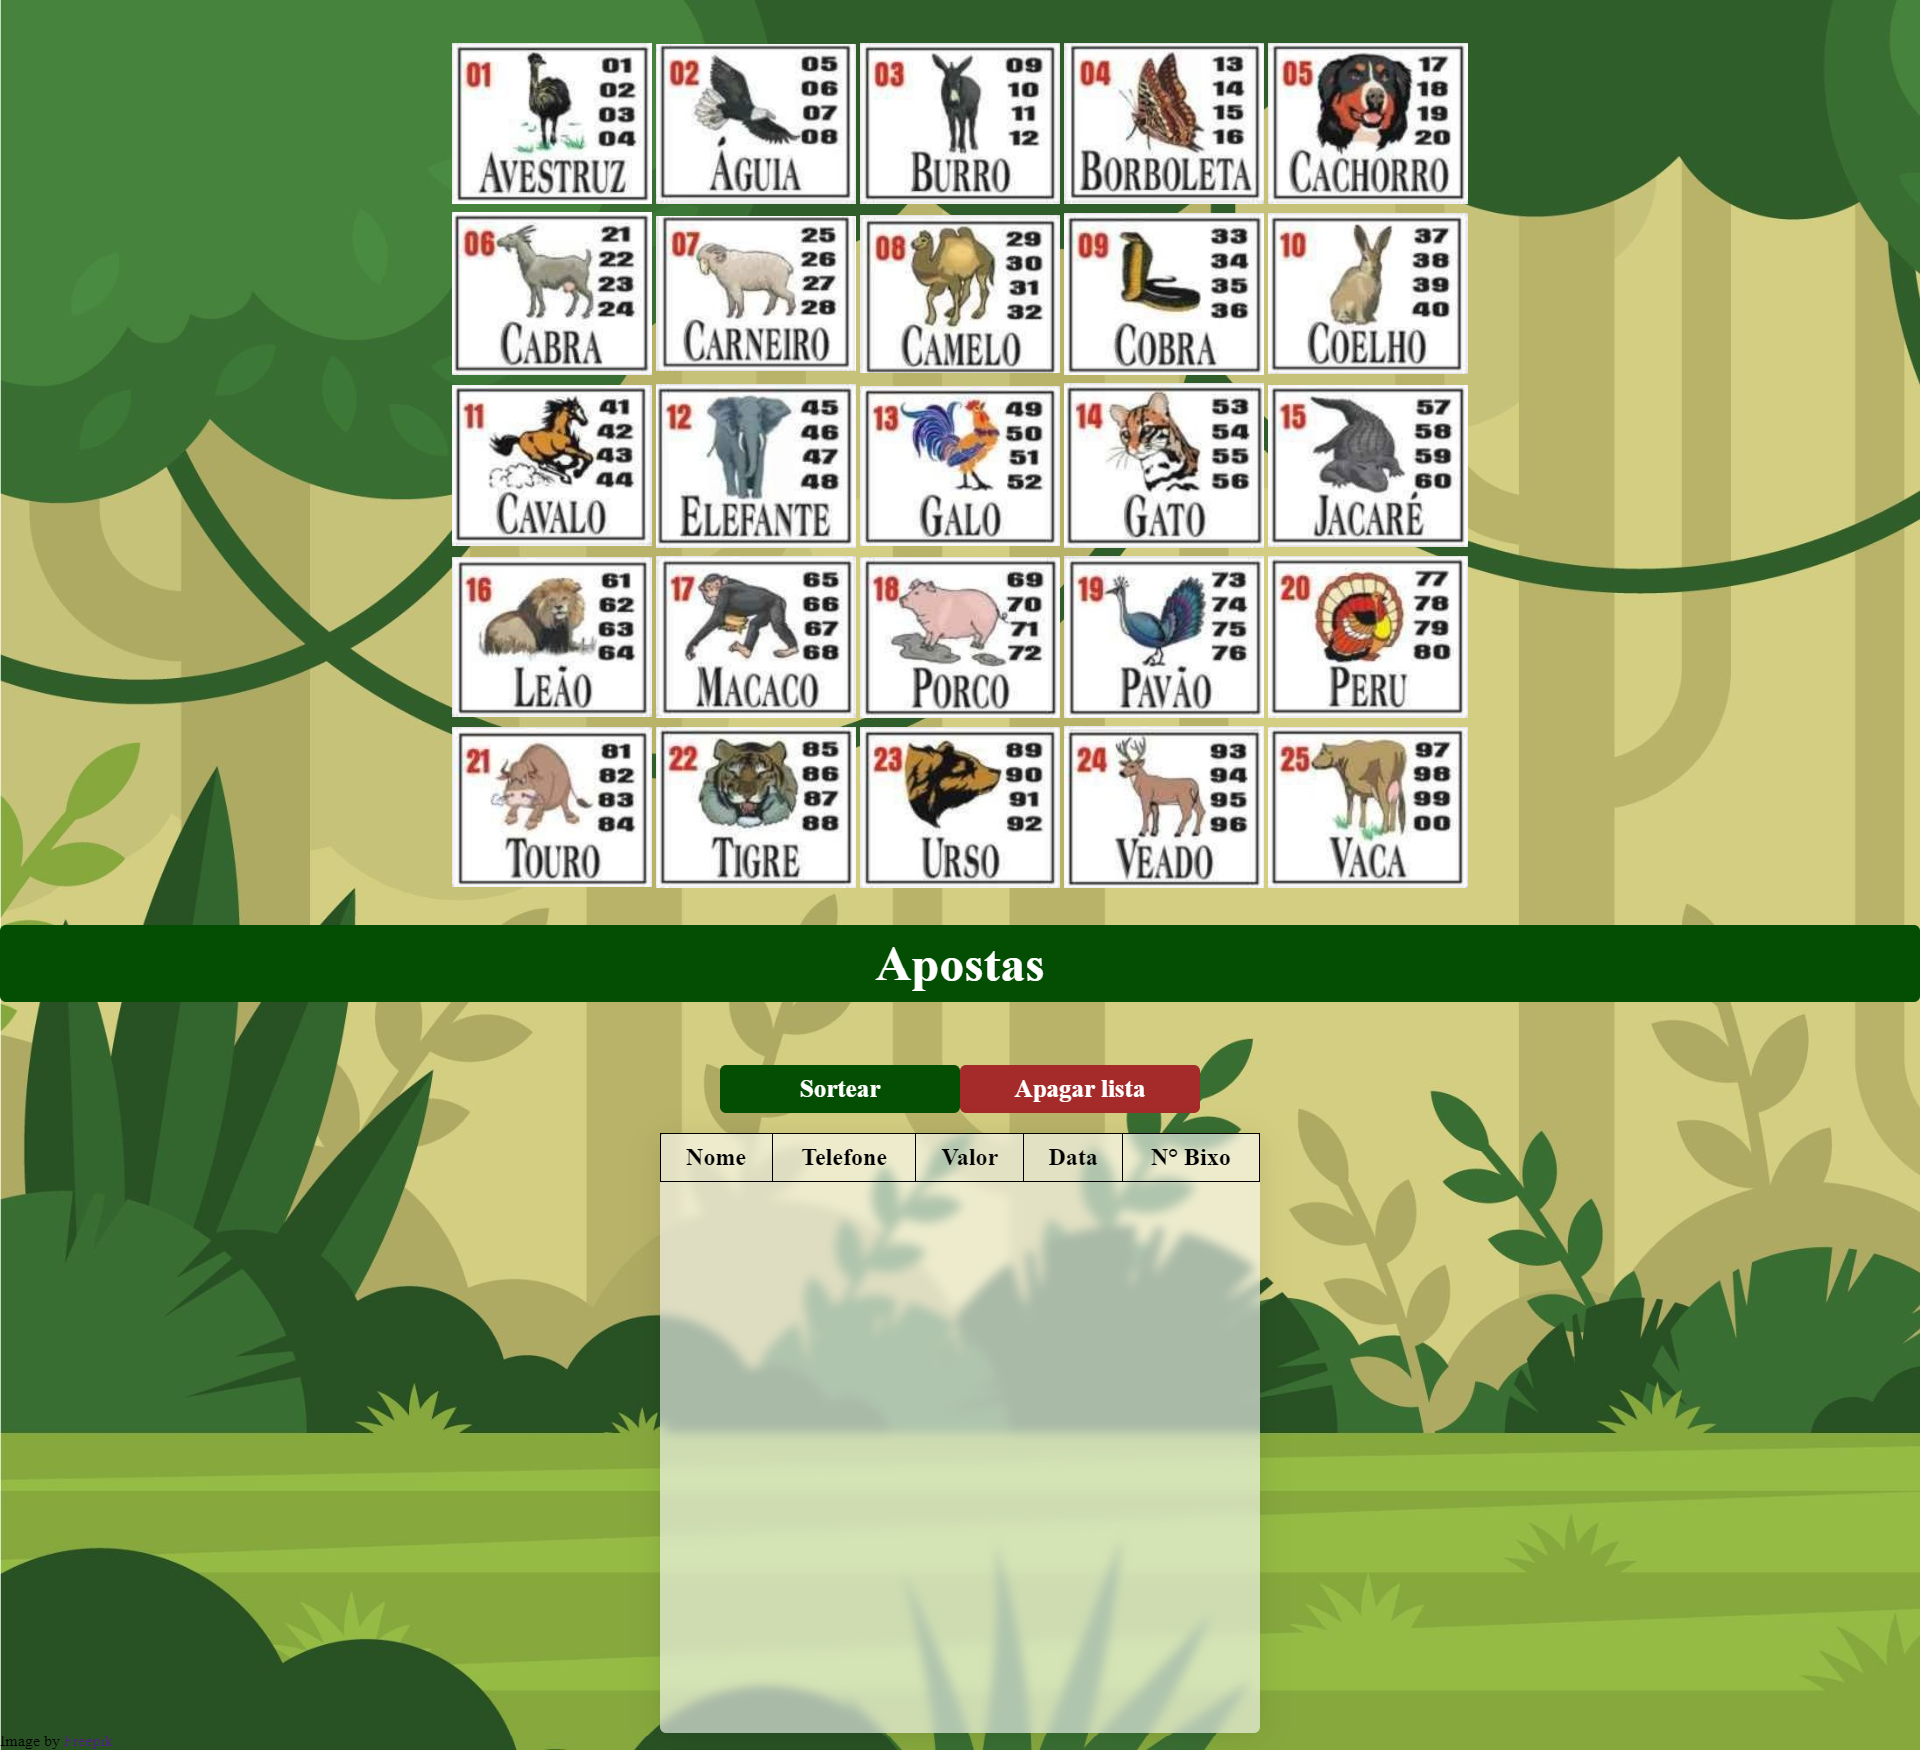 01 01 02 03 04 AVESTRUZ
02 05 06 07 08 ÁGUIA
03 09 10 11 12 BURRO
04 13 14 15 16 BORBOLETA
05 17 18 19 20 CACHORRO
06 21 22 23 24 CABRA
07 25 26 27 28 CARNEIRO
08 29 30 31 32 CAMELO
09 33 34 35 36 COBRA
10 37 38 39 40 COELHO
11 41 42 43 44 CAVALO
12 45 46 47 48 ELEFANTE
13 49 50 51 52 GALO
14 53 54 55 56 GATO
15 57 58 59 60 JACARÉ
16 61 62 63 64 LEÃO
17 65 66 67 68 MACACO
18 69 70 71 72 PORCO
19 73 74 75 76 PAVÃO
20 77 78 79 80 PERU
21 81 82 83 84 TOURO
22 85 86 87 88 TIGRE
23 89 90 91 92 URSO
24 93 94 95 96 VEADO
25 97 98 99 00 VACA
Apostas
Sortear Apagar lista
Nome Telefone Valor Data N° Bixo
Image by freepik